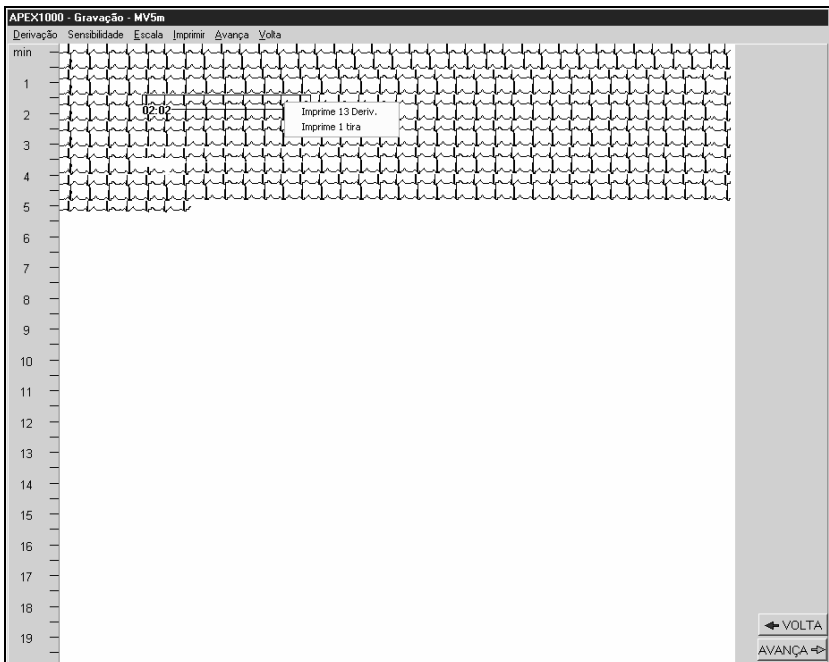 APEX1000 - Gravação - MV5m
Derivação Sensibilidade Escala Imprimir Avança Volta
min
1
02:02
Imprime 13 Deriv.
2
Imprime 1 tira
3
4
5
6
7
8
9
10
11
12
13
14
15
16
17
18
VOLTA
19
AVANÇA